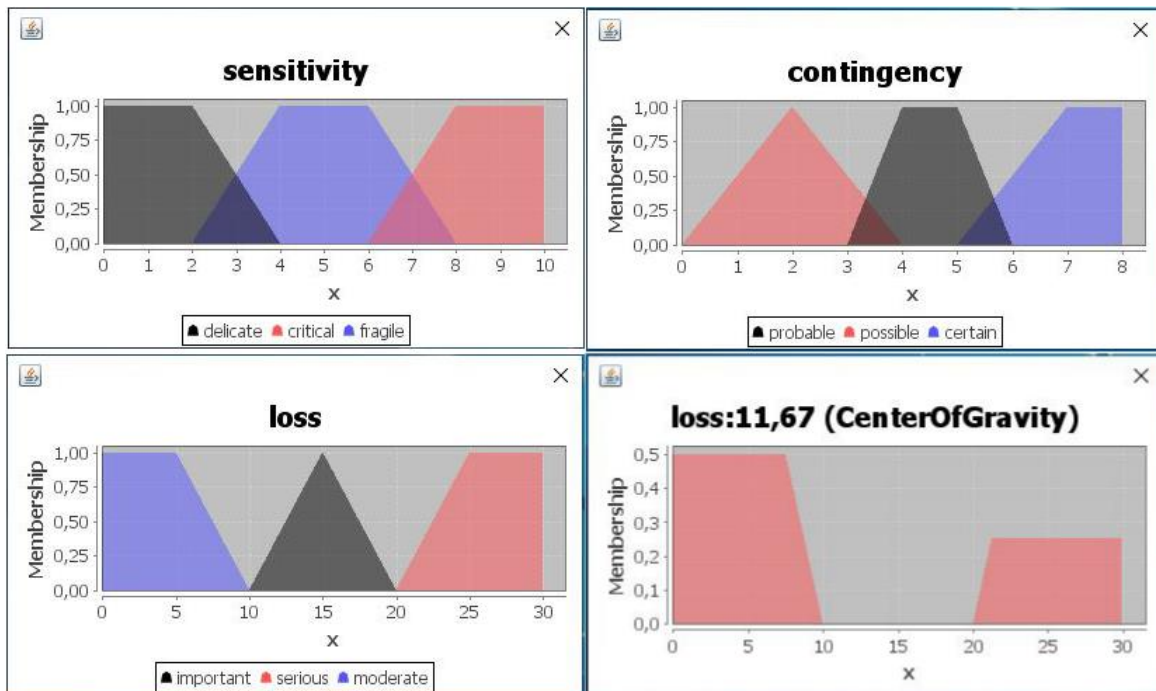 sensitivity
Membership
1,00
0,75
0,50
0,25
0,00
0 1 2 3 4 5 6 7 8 9 10
x
delicate critical fragile
contingency
Membership
1,00
0,75
0,50
0,25
0,00
0 1 2 3 4 5 6 7 8
x
probable possible certain
loss
Membership
1,00
0,75
0,50
0,25
0,00
0 5 10 15 20 25 30
x
important serious moderate
loss:11,67 (CenterOfGravity)
Membership
0,5
0,4
0,3
0,2
0,1
0,0
0 5 10 15 20 25 30
x